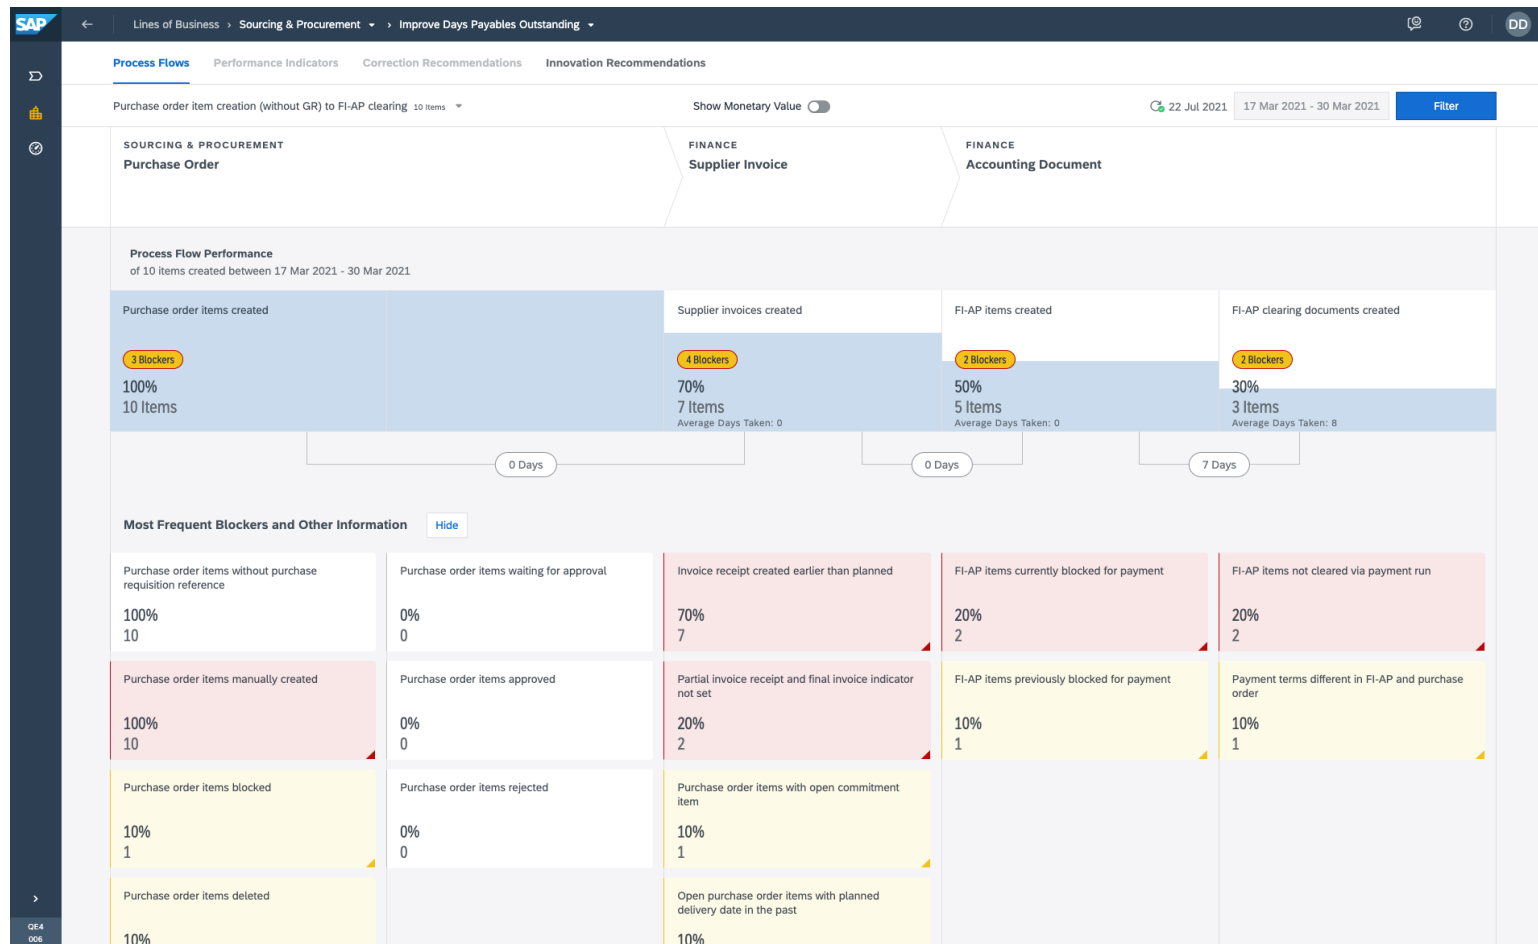 SAP
Lines of Business › Sourcing & Procurement › Improve Days Payables Outstanding
DD
Process Flows Performance Indicators Correction Recommendations Innovation Recommendations
Purchase order item creation (without GR) to FI-AP clearing 10 Items
Show Monetary Value
22 Jul 2021
17 Mar 2021 - 30 Mar 2021
Filter
SOURCING & PROCUREMENT
Purchase Order
FINANCE
Supplier Invoice
FINANCE
Accounting Document
Process Flow Performance
of 10 items created between 17 Mar 2021 - 30 Mar 2021
Purchase order items created
3 Blockers
100%
10 Items
Supplier invoices created
4 Blockers
70%
7 Items
Average Days Taken: 0
FI-AP items created
2 Blockers
50%
5 Items
Average Days Taken: 0
FI-AP clearing documents created
2 Blockers
30%
3 Items
Average Days Taken: 8
0 Days
0 Days
7 Days
Most Frequent Blockers and Other Information
Hide
Purchase order items without purchase
requisition reference
100%
10
Purchase order items waiting for approval
0%
0
Invoice receipt created earlier than planned
70%
7
FI-AP items currently blocked for payment
20%
2
FI-AP items not cleared via payment run
20%
2
Purchase order items manually created
100%
10
Purchase order items approved
0%
0
Partial invoice receipt and final invoice indicator
not set
20%
2
FI-AP items previously blocked for payment
10%
1
Payment terms different in FI-AP and purchase
order
10%
1
Purchase order items blocked
10%
1
Purchase order items rejected
0%
0
Purchase order items with open commitment
item
10%
1
Purchase order items deleted
10%
Open purchase order items with planned
delivery date in the past
10%
QE4
006